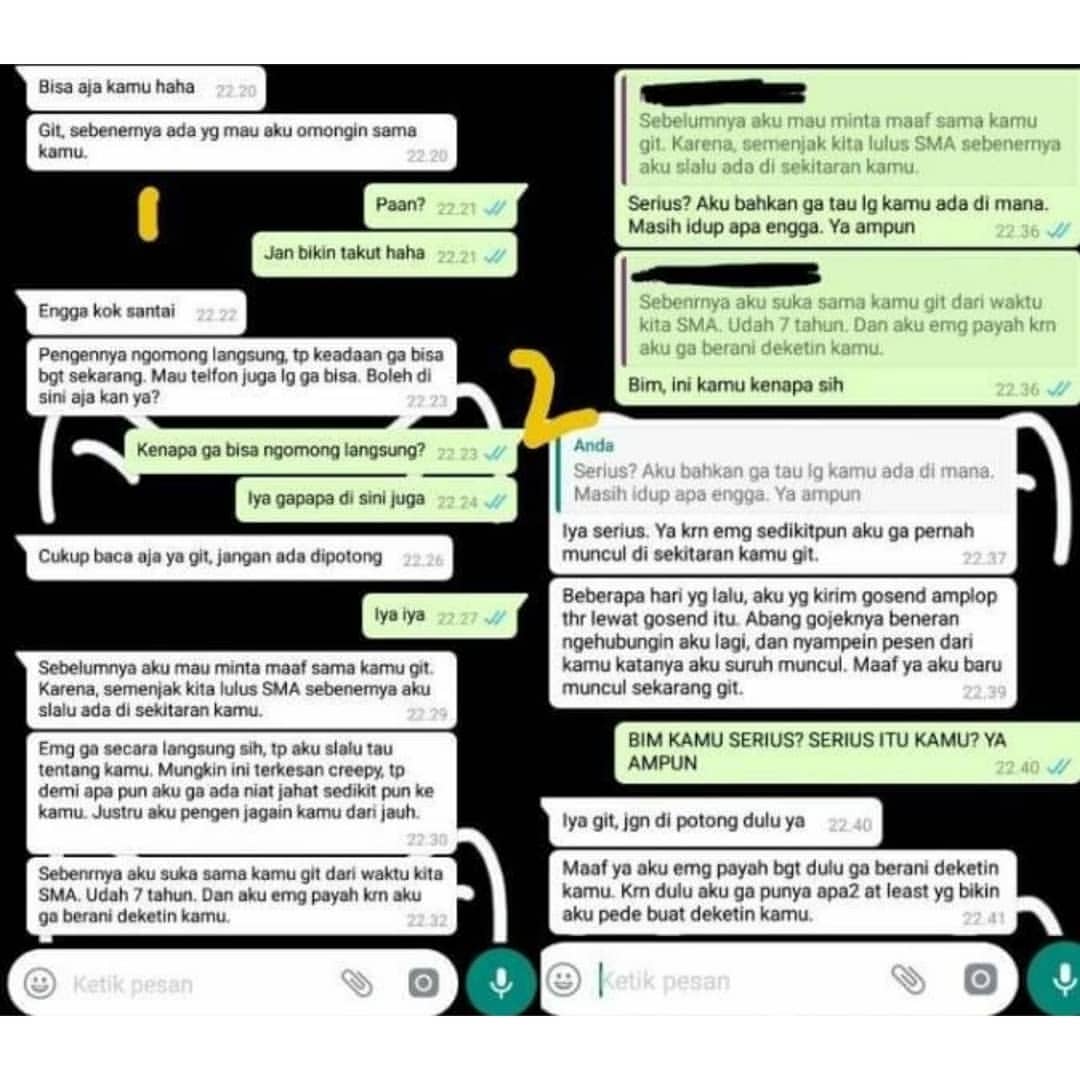 Bisa aja kamu haha 22.20
Git, sebenernya ada yg mau aku omongin sama
kamu. 22.20
1
Paan? 22.21
Jan bikin takut haha 22.21
Engga kok santai 22.22
Pengennya ngomong langsung, tp keadaan ga bisa
bgt sekarang. Mau telfon juga lg ga bisa. Boleh di
sini aja kan ya? 22.23
Kenapa ga bisa ngomong langsung? 22.23
Iya gapapa di sini juga 22.24
Cukup baca aja ya git, jangan ada dipotong 22.26
Iya iya 22.27
Sebelumnya aku mau minta maaf sama kamu git.
Karena, semenjak kita lulus SMA sebenernya aku
slalu ada di sekitaran kamu. 22.29
Emg ga secara langsung sih, tp aku slalu tau
tentang kamu. Mungkin ini terkesan creepy, tp
demi apa pun aku ga ada niat jahat sedikit pun ke
kamu. Justru aku pengen jagain kamu dari jauh.
22.30
Sebenrnya aku suka sama kamu git dari waktu kita
SMA. Udah 7 tahun. Dan aku emg payah krn aku
ga berani deketin kamu. 22.32
Ketik pesan
2
Sebelumnya aku mau minta maaf sama kamu
git. Karena, semenjak kita lulus SMA sebenernya
aku slalu ada di sekitaran kamu.
Serius? Aku bahkan ga tau lg kamu ada di mana.
Masih idup apa engga. Ya ampun 22.36
Sebenrnya aku suka sama kamu git dari waktu
kita SMA. Udah 7 tahun. Dan aku emg payah krn
aku ga berani deketin kamu.
Bim, ini kamu kenapa sih 22.36
Anda
Serius? Aku bahkan ga tau lg kamu ada di mana.
Masih idup apa engga. Ya ampun
Iya serius. Ya krn emg sedikitpun aku ga pernah
muncul di sekitaran kamu git. 22.37
Beberapa hari yg lalu, aku yg kirim gosend amplop
thr lewat gosend itu. Abang gojeknya beneran
ngehubungin aku lagi, dan nyampein pesen dari
kamu katanya aku suruh muncul. Maaf ya aku baru
muncul sekarang git. 22.39
BIM KAMU SERIUS? SERIUS ITU KAMU? YA
AMPUN 22.40
Iya git, jgn di potong dulu ya 22.40
Maaf ya aku emg payah bgt dulu ga berani deketin
kamu. Krn dulu aku ga punya apa2 at least yg bikin
aku pede buat deketin kamu. 22.41
Ketik pesan